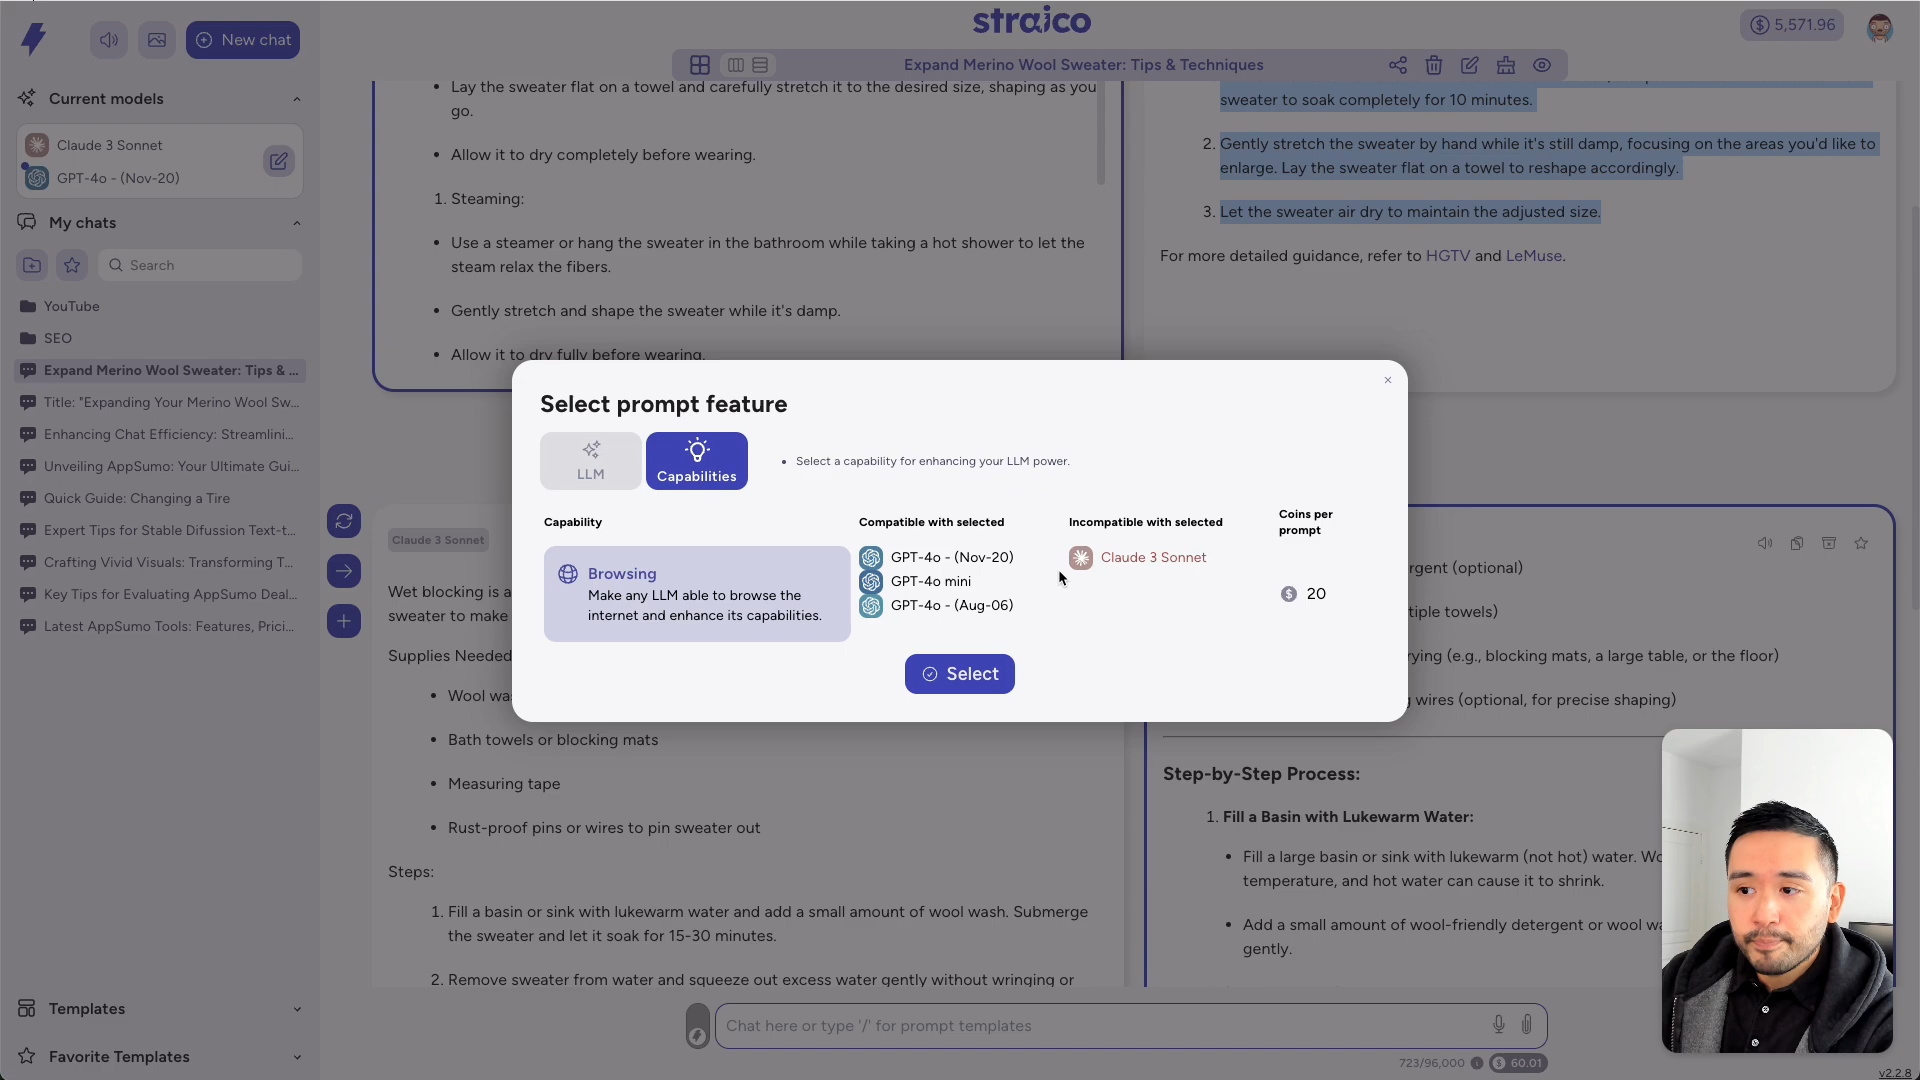 straico
New chat
5,571.96
Expand Merino Wool Sweater: Tips & Techniques
Current models
Claude 3 Sonnet
GPT-4o - (Nov-20)
My chats
Search
YouTube
SEO
Expand Merino Wool Sweater: Tips & ...
Title: "Expanding Your Merino Wool Sw...
Enhancing Chat Efficiency: Streamlini...
Unveiling AppSumo: Your Ultimate Gui...
Quick Guide: Changing a Tire
Expert Tips for Stable Difussion Text-t...
Crafting Vivid Visuals: Transforming T...
Key Tips for Evaluating AppSumo Deal...
Latest AppSumo Tools: Features, Prici...
Templates
Favorite Templates
• Lay the sweater flat on a towel and carefully stretch it to the desired size, shaping as you
go.
• Allow it to dry completely before wearing.
1. Steaming:
• Use a steamer or hang the sweater in the bathroom while taking a hot shower to let the
steam relax the fibers.
• Gently stretch and shape the sweater while it's damp.
• Allow it to dry fully before wearing.
sweater to soak completely for 10 minutes.
2. Gently stretch the sweater by hand while it's still damp, focusing on the areas you'd like to
enlarge. Lay the sweater flat on a towel to reshape accordingly.
3. Let the sweater air dry to maintain the adjusted size.
For more detailed guidance, refer to HGTV and LeMuse.
Select prompt feature
LLM
Capabilities
• Select a capability for enhancing your LLM power.
Capability
Compatible with selected
Incompatible with selected
Coins per
prompt
Browsing
Make any LLM able to browse the
internet and enhance its capabilities.
GPT-4o - (Nov-20)
GPT-4o mini
GPT-4o - (Aug-06)
Claude 3 Sonnet
20
Select
Claude 3 Sonnet
Wet blocking is a
sweater to make
Supplies Needed
• Wool wa
• Bath towels or blocking mats
• Measuring tape
• Rust-proof pins or wires to pin sweater out
Steps:
1. Fill a basin or sink with lukewarm water and add a small amount of wool wash. Submerge
the sweater and let it soak for 15-30 minutes.
2. Remove sweater from water and squeeze out excess water gently without wringing or
rgent (optional)
tiple towels)
rying (e.g., blocking mats, a large table, or the floor)
wires (optional, for precise shaping)
Step-by-Step Process:
1. Fill a Basin with Lukewarm Water:
• Fill a large basin or sink with lukewarm (not hot) water. Wo
temperature, and hot water can cause it to shrink.
• Add a small amount of wool-friendly detergent or wool wa
gently.
Chat here or type '/' for prompt templates
723/96,000
60.01
v2.2.8